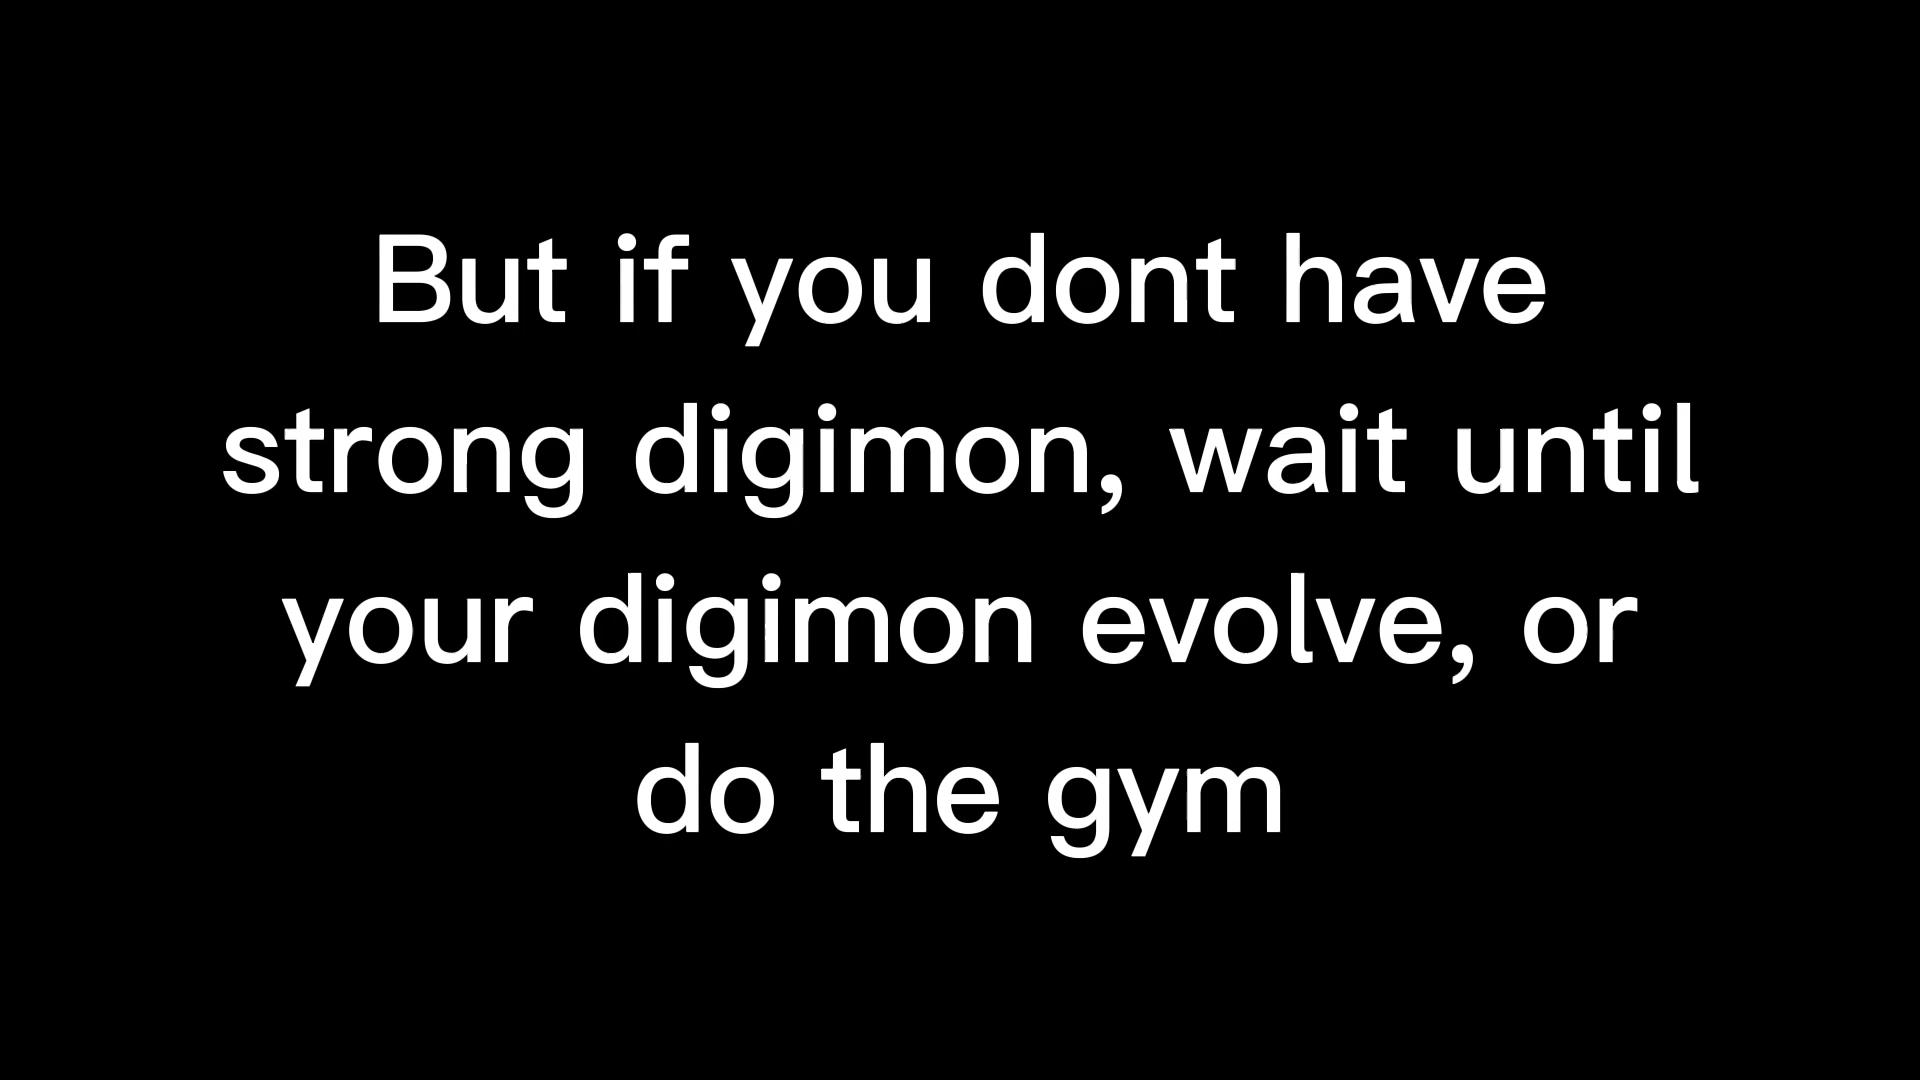 But if you dont have
strong digimon, wait until
your digimon evolve, or
do the gym